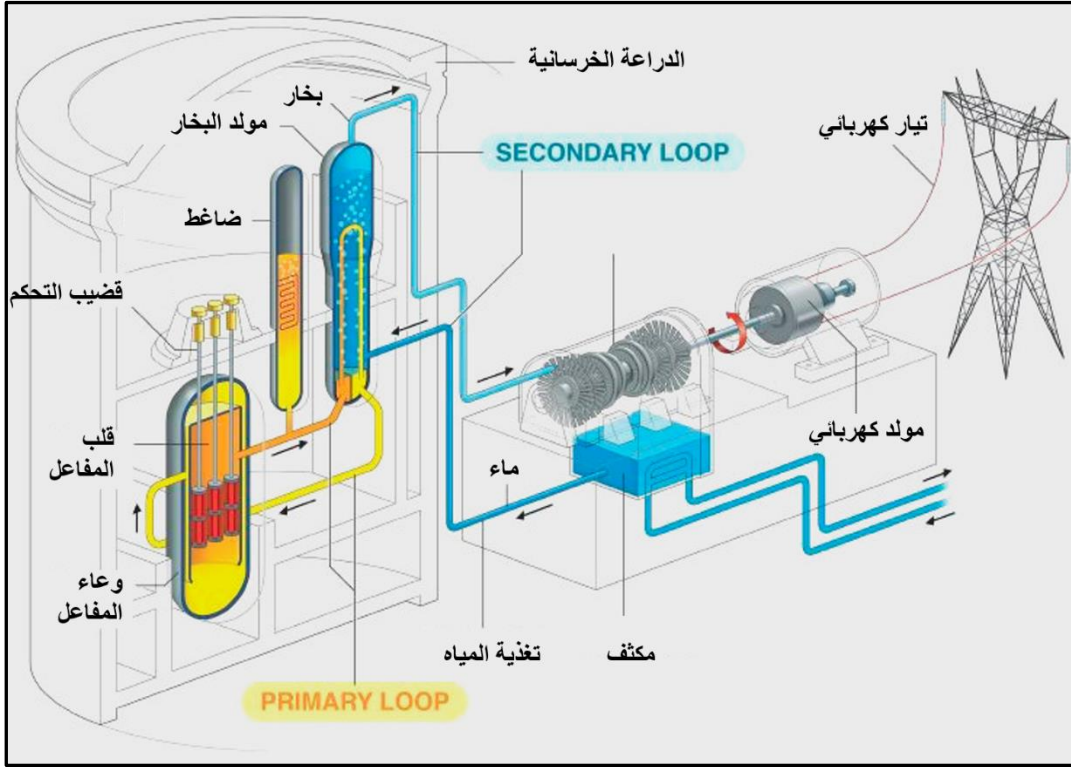 الدراعة الخرسانية
بخار
مولد البخار
SECONDARY LOOP
تيار كهربائي
ضاغط
قضيب التحكم
قلب
المفاعل
مولد كهربائي
ماء
وعاء
المفاعل
تغذية المياه
مكثف
PRIMARY LOOP